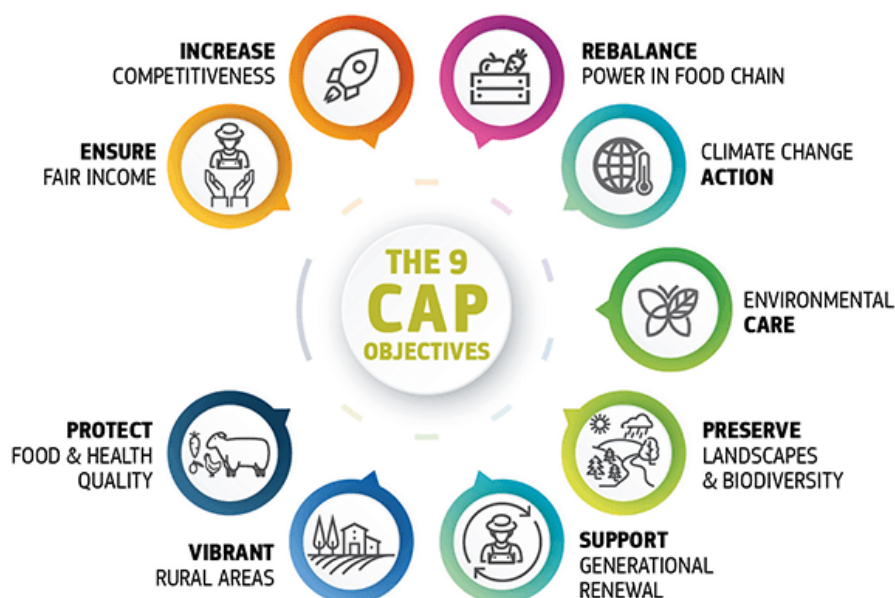 THE 9
CAP
OBJECTIVES
ENSURE
FAIR INCOME
INCREASE
COMPETITIVENESS
REBALANCE
POWER IN FOOD CHAIN
CLIMATE CHANGE
ACTION
ENVIRONMENTAL
CARE
PRESERVE
LANDSCAPES
& BIODIVERSITY
SUPPORT
GENERATIONAL
RENEWAL
VIBRANT
RURAL AREAS
PROTECT
FOOD & HEALTH
QUALITY